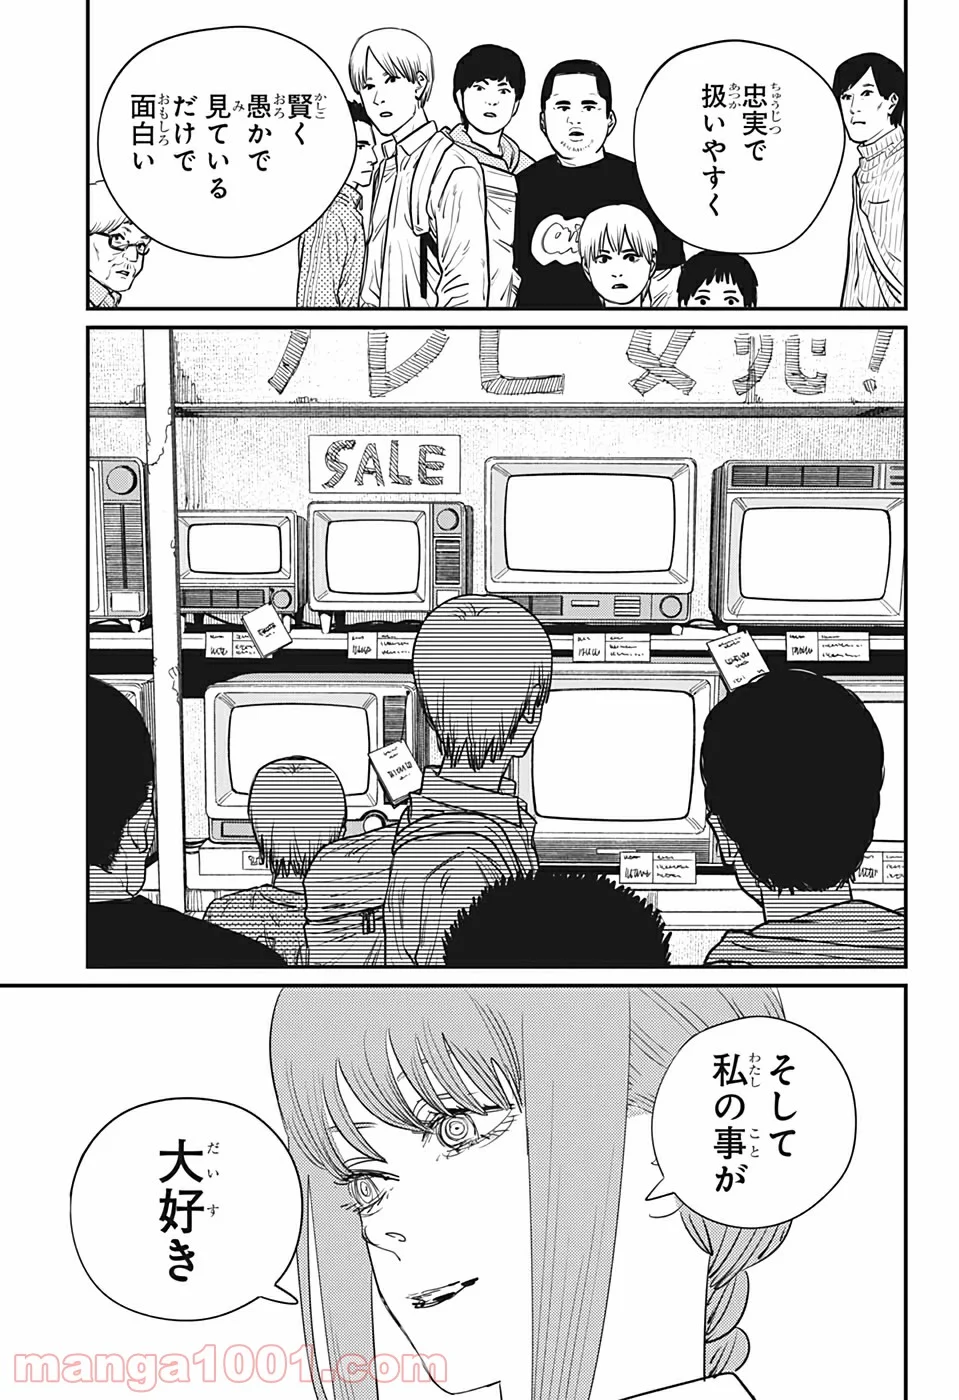 忠実で
扱いやすく
賢く
愚かで
見ている
だけで
面白い
SALE
そして
私の事が
大好き
manga1001.com